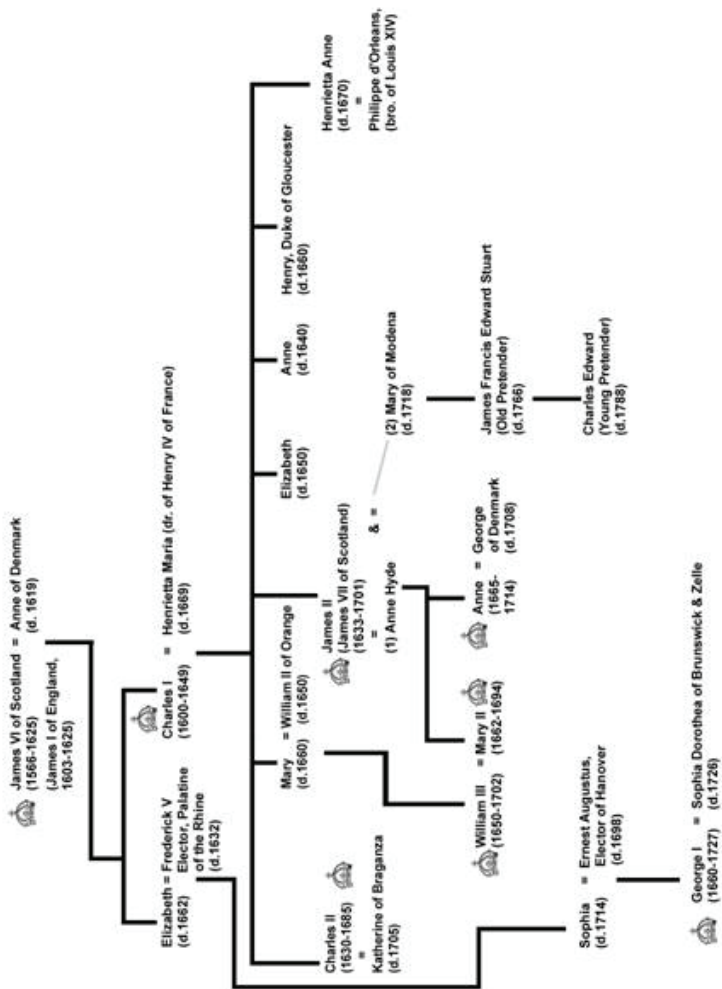 James VI of Scotland = Anne of Denmark
(1566-1625) (d. 1619)
(James I of England,
1603-1625)
Elizabeth = Frederick V
(d.1662) Elector, Palatine
of the Rhine
(d.1632)
Charles I = Henrietta Maria (dr. of Henry IV of France)
(1600-1649) (d.1669)
Charles II
(1630-1685)
=
Katherine of Braganza
(d.1705)
Mary = William II of Orange
(d.1660) (d.1650)
James II
(James VII of Scotland)
(1633-1701)
=
(1) Anne Hyde
& =
(2) Mary of Modena
(d.1718)
Elizabeth
(d.1650)
Anne
(d.1640)
Henry, Duke of Gloucester
(d.1660)
Henrietta Anne
(d.1670)
=
Philippe d'Orleans,
(bro. of Louis XIV)
William III = Mary II
(1650-1702) (1662-1694)
Anne = George
(1665- of Denmark
1714) (d.1708)
James Francis Edward Stuart
(Old Pretender)
(d.1766)
Charles Edward
(Young Pretender)
(d.1788)
Sophia = Ernest Augustus,
(d.1714) Elector of Hanover
(d.1698)
George I = Sophia Dorothea of Brunswick & Zelle
(1660-1727) (d.1726)